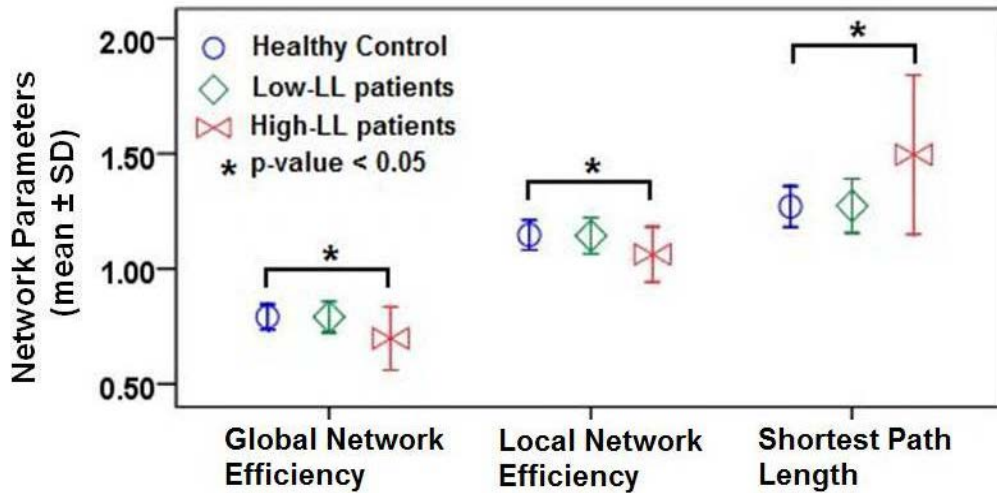 Network Parameters
(mean ± SD)
2.00
1.50
1.00
0.50
Healthy Control
Low-LL patients
High-LL patients
* p-value < 0.05
*
*
*
Global Network
Efficiency
Local Network
Efficiency
Shortest Path
Length